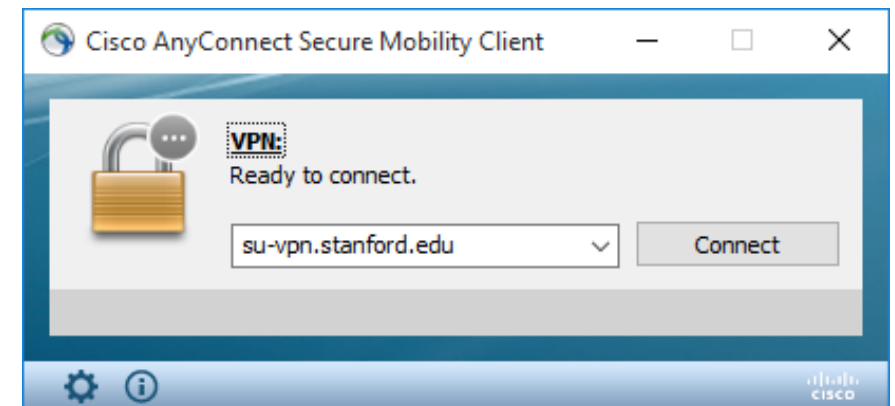 Cisco AnyConnect Secure Mobility Client
VPN:
Ready to connect.
su-vpn.stanford.edu
Connect
CISCO